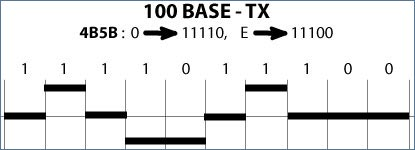 100 BASE - TX
4B5B : 0 → 11110, E → 11100
1 1 1 1 0 1 1 1 0 0